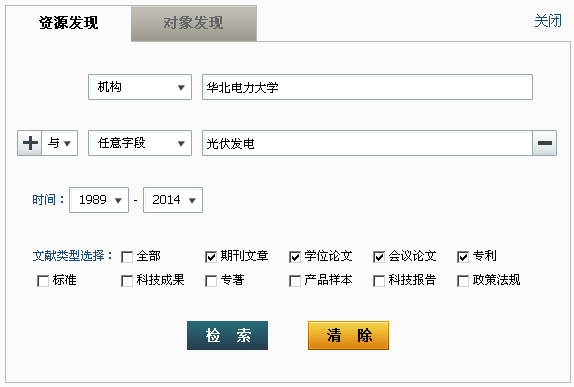 资源发现 对象发现 关闭
机构 华北电力大学
与 任意字段 光伏发电
时间： 1989 - 2014
文献类型选择： 全部 期刊文章 学位论文 会议论文 专利
标准 科技成果 专著 产品样本 科技报告 政策法规
检 索 清 除